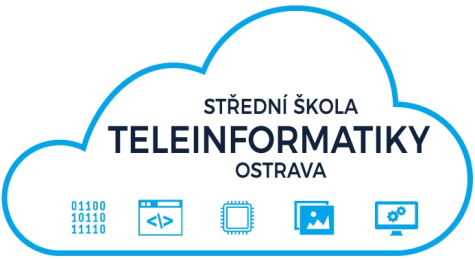 STŘEDNÍ ŠKOLA
TELEINFORMATIKY
OSTRAVA
01100
10110
11110
</>